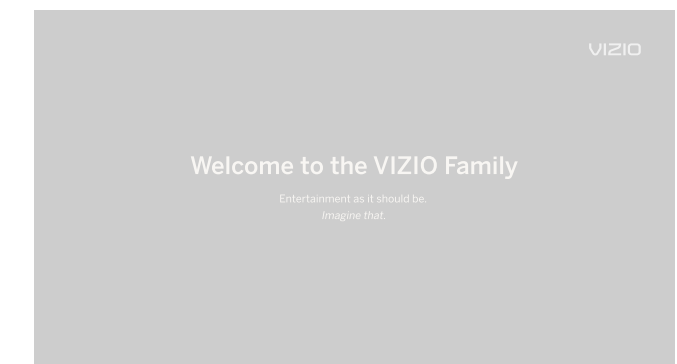 VIZIO
Welcome to the VIZIO Family
Entertainment as it should be.
Imagine that.